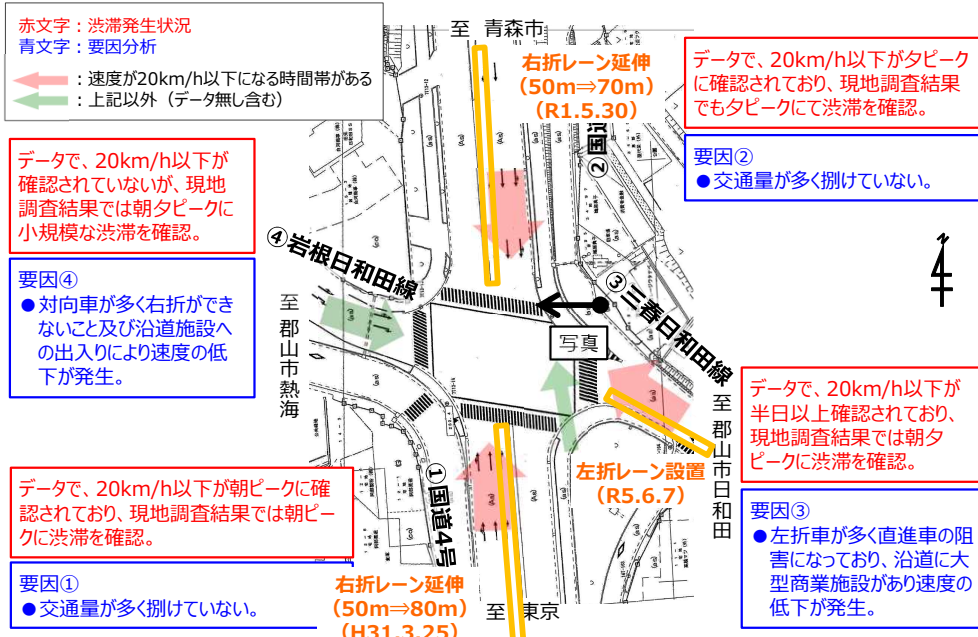 赤文字：渋滞発生状況
青文字：要因分析
：速度が20km/h以下になる時間帯がある
：上記以外（データ無し含む）
至 青森市
右折レーン延伸
(50m⇒70m)
(R1.5.30)
②国道
データで、20km/h以下が夕ピーク
に確認されており、現地調査結果
でも夕ピークにて渋滞を確認。
要因②
●交通量が多く捌けていない。
データで、20km/h以下が
確認されていないが、現地
調査結果では朝夕ピークに
小規模な渋滞を確認。
要因④
●対向車が多く右折ができ
ないこと及び沿道施設へ
の出入りにより速度の低
下が発生。
④岩根日和田線
至 郡山市熱海
③三春日和田線
写真
至 郡山市日和田
データで、20km/h以下が
半日以上確認されており、
現地調査結果では朝夕
ピークに渋滞を確認。
左折レーン設置
(R5.6.7)
要因③
●左折車が多く直進車の阻
害になっており、沿道に大
型商業施設があり速度の
低下が発生。
データで、20km/h以下が朝ピークに確
認されており、現地調査結果では朝ピー
クに渋滞を確認。
要因①
●交通量が多く捌けていない。
①国道4号
右折レーン延伸
(50m⇒80m)
(H31.3.25)
至 東京